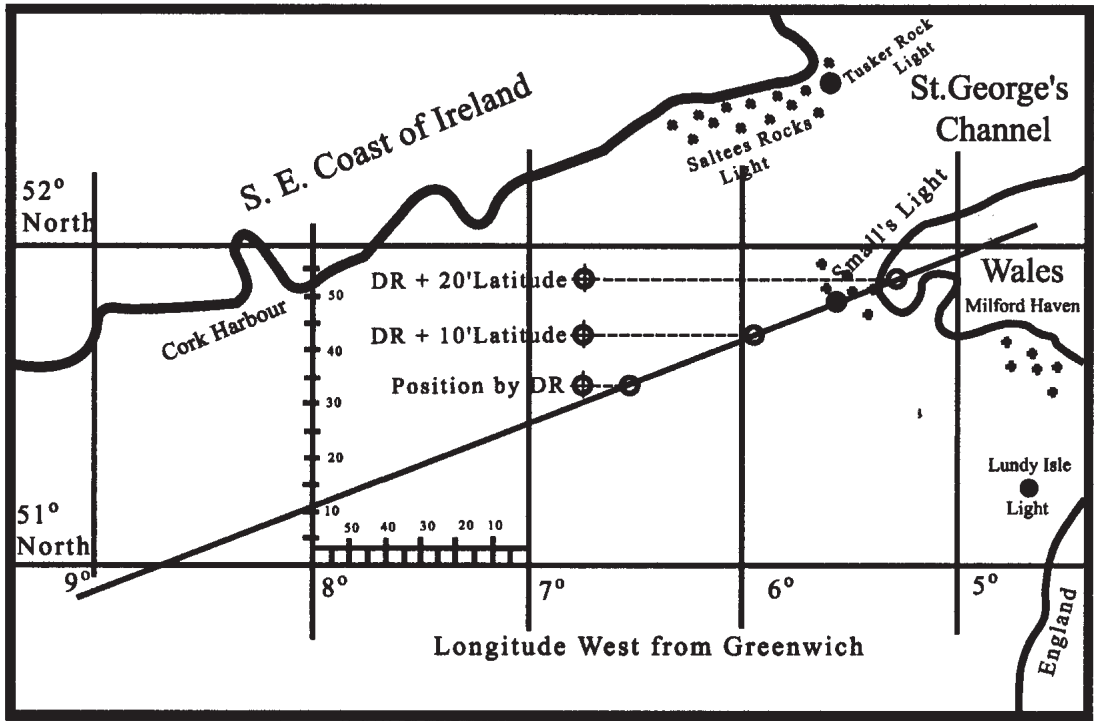 Tusker Rock
Light
St.George's
Channel
S. E. Coast of Ireland
Saltees Rocks
Light
52°
North
Small's Light
DR + 20'Latitude
Wales
Milford Haven
50
Cork Harbour
DR + 10'Latitude
40
Position by DR
30
20
Lundy Isle
Light
51°
North
10
50 40 30 20 10
9° 8° 7° 6° 5°
England
Longitude West from Greenwich